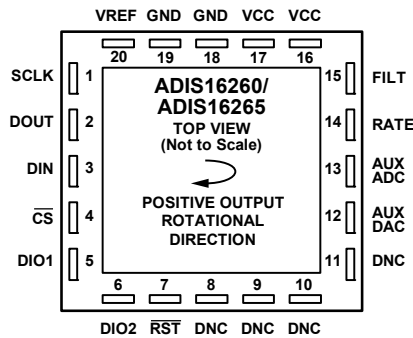 VREF GND GND VCC VCC
20 19 18 17 16
SCLK 1
DOUT 2
DIN 3
CS 4
DIO1 5
ADIS16260/
ADIS16265
TOP VIEW
(Not to Scale)
POSITIVE OUTPUT
ROTATIONAL
DIRECTION
15 FILT
14 RATE
13 AUX
ADC
12 AUX
DAC
11 DNC
6 7 8 9 10
DIO2 RST DNC DNC DNC